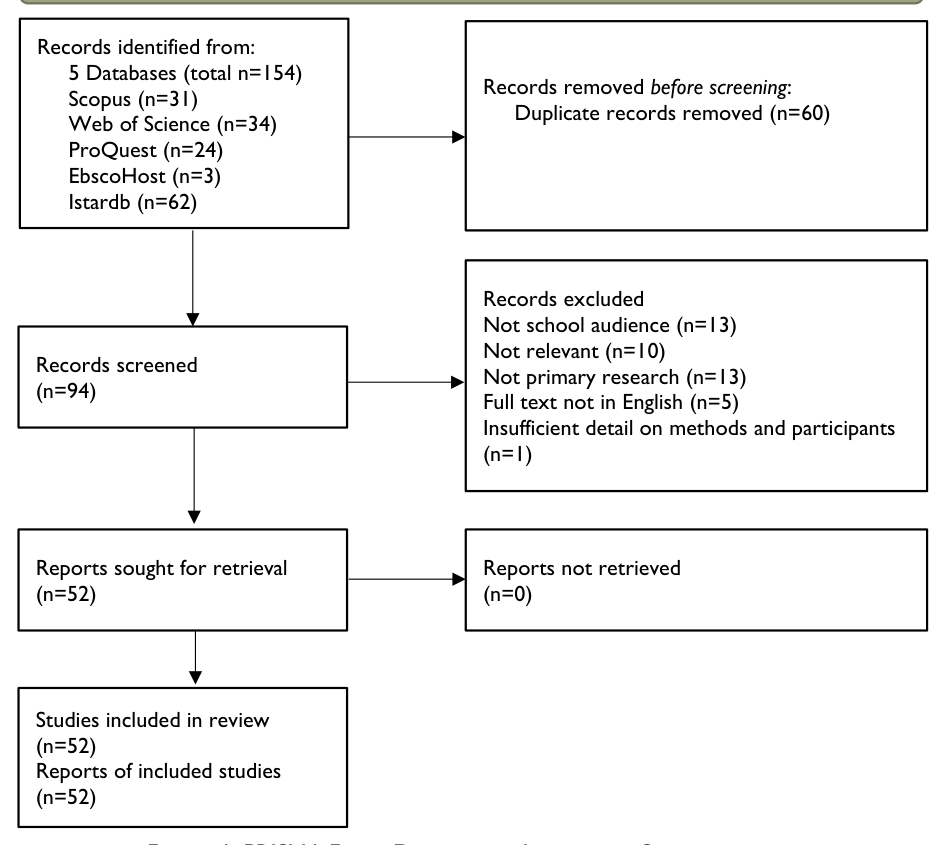 Records identified from:
5 Databases (total n=154)
Scopus (n=31)
Web of Science (n=34)
ProQuest (n=24)
EbscoHost (n=3)
Istardb (n=62)
Records removed before screening:
Duplicate records removed (n=60)
Records screened
(n=94)
Records excluded
Not school audience (n=13)
Not relevant (n=10)
Not primary research (n=13)
Full text not in English (n=5)
Insufficient detail on methods and participants
(n=1)
Reports sought for retrieval
(n=52)
Reports not retrieved
(n=0)
Studies included in review
(n=52)
Reports of included studies
(n=52)